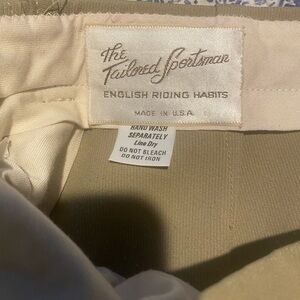 The
Tailored Sportsman
ENGLISH RIDING HABITS
MADE IN U.S.A.
HAND WASH
SEPARATELY
Line Dry
DO NOT BLEACH
DO NOT IRON